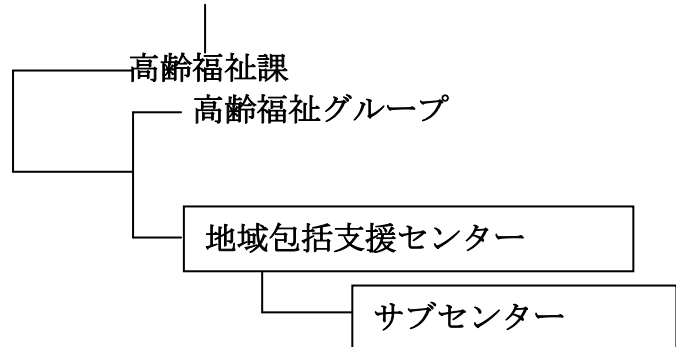 高齢福祉課
高齢福祉グループ
地域包括支援センター
サブセンター